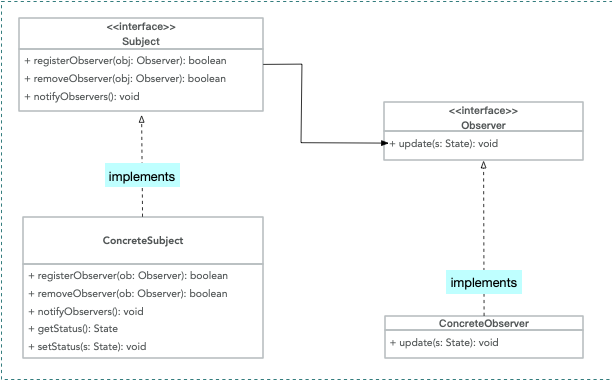 <<interface>>
Subject
+ registerObserver(obj: Observer): boolean
+ removeObserver(obj: Observer): boolean
+ notifyObservers(): void
<<interface>>
Observer
+ update(s: State): void
implements
ConcreteSubject
+ registerObserver(ob: Observer): boolean
+ removeObserver(ob: Observer): boolean
+ notifyObservers(): void
+ getStatus(): State
+ setStatus(s: State): void
implements
ConcreteObserver
+ update(s: State): void